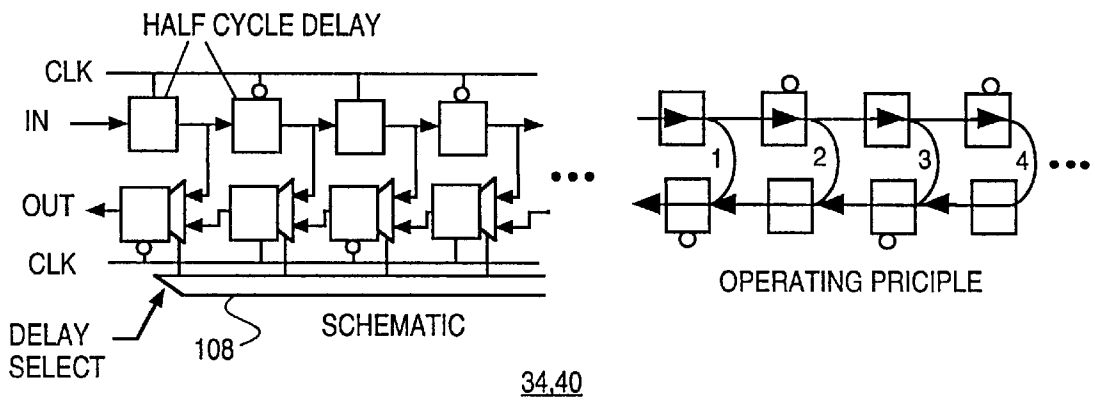 HALF CYCLE DELAY
CLK
IN
OUT
CLK
DELAY
SELECT
108
SCHEMATIC
1
2
3
4
OPERATING PRICIPLE
34,40